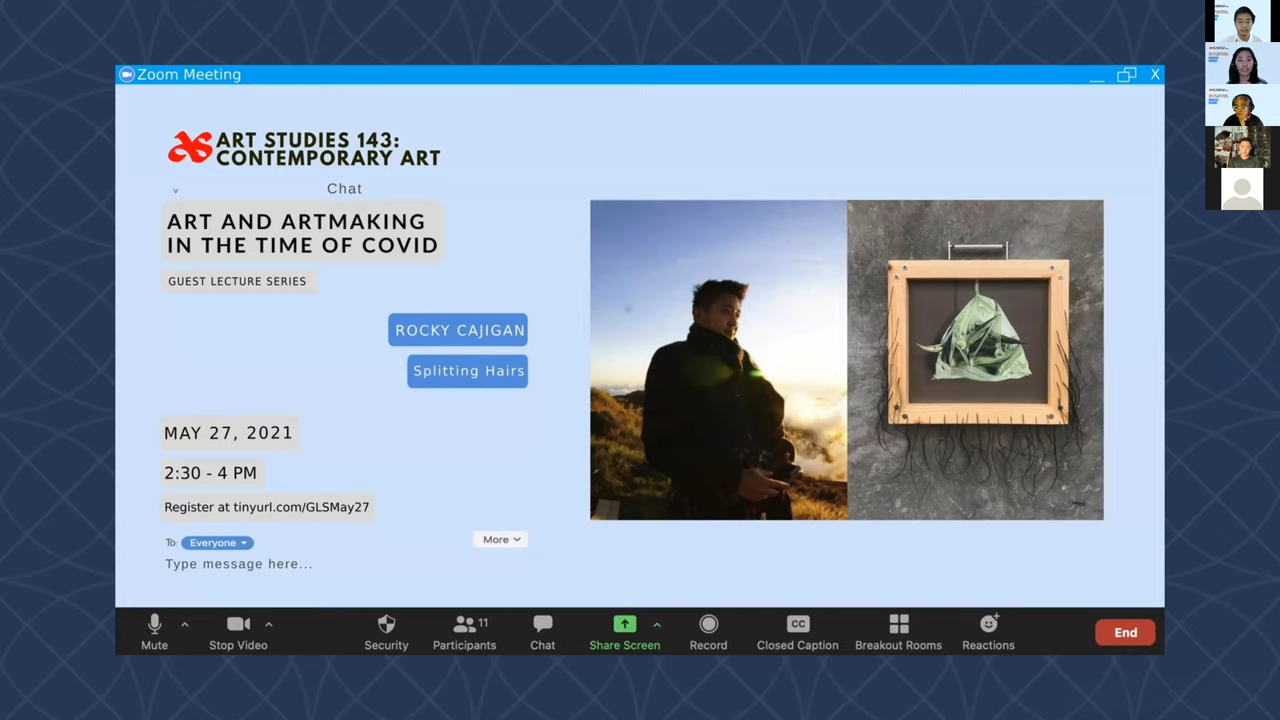 Zoom Meeting
X
ART STUDIES 143:
CONTEMPORARY ART
v
Chat
ART AND ARTMAKING
IN THE TIME OF COVID
GUEST LECTURE SERIES
ROCKY CAJIGAN
Splitting Hairs
MAY 27, 2021
2:30 - 4 PM
Register at tinyurl.com/GLSMay27
To: Everyone
More
Type message here...
11
CC
Mute
Stop Video
Security
Participants
Chat
Share Screen
Record
Closed Caption
Breakout Rooms
Reactions
End